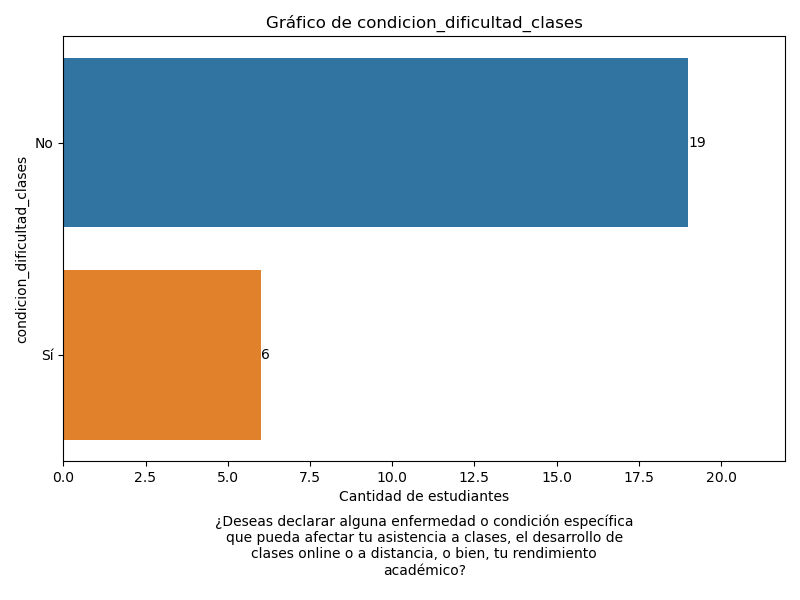 Gráfico de condicion_dificultad_clases
condicion_dificultad_clases
No
19
Sí
6
0.0 2.5 5.0 7.5 10.0 12.5 15.0 17.5 20.0
Cantidad de estudiantes
¿Deseas declarar alguna enfermedad o condición específica
que pueda afectar tu asistencia a clases, el desarrollo de
clases online o a distancia, o bien, tu rendimiento
académico?